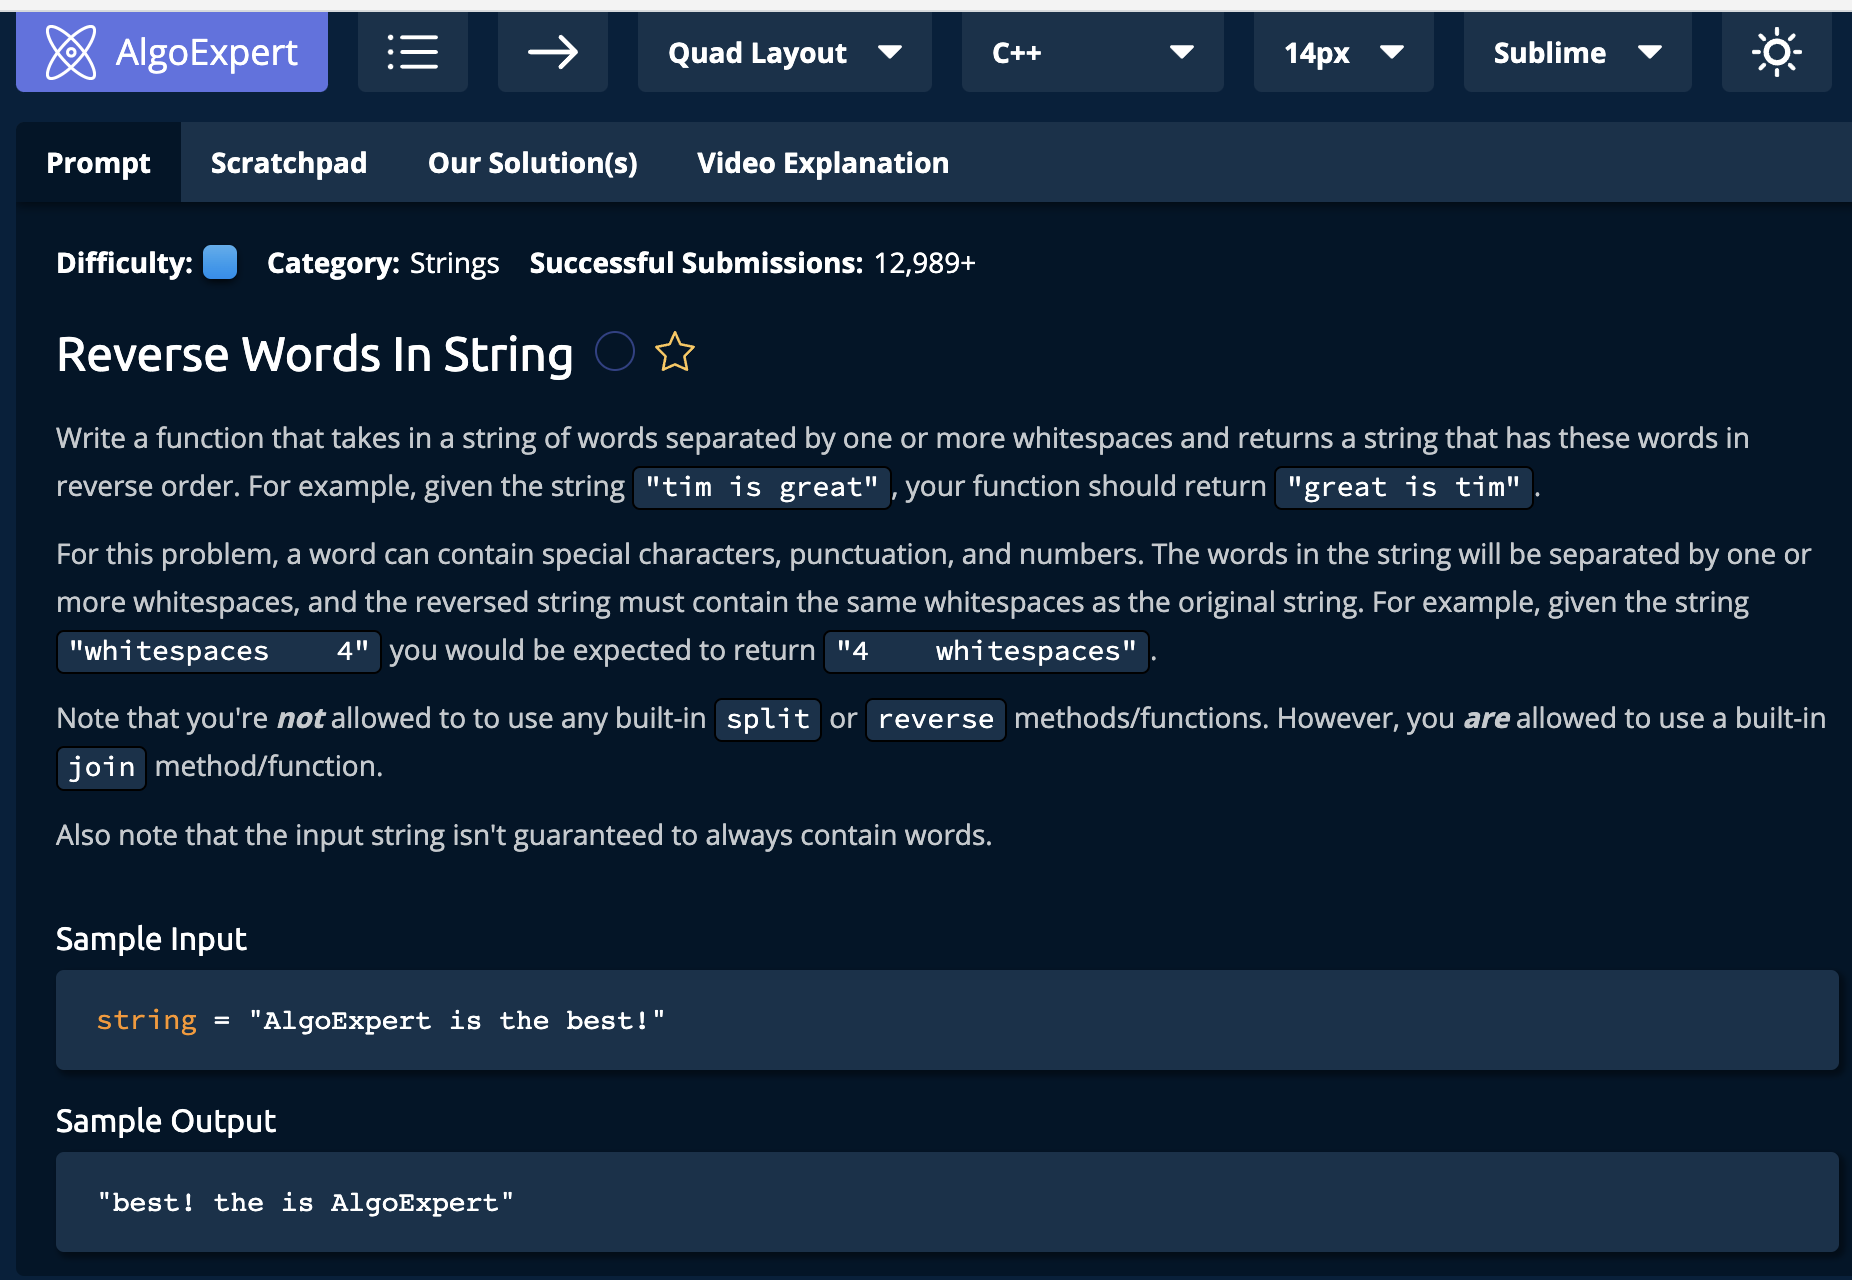 AlgoExpert
Quad Layout
C++
14px
Sublime
Prompt
Scratchpad
Our Solution(s)
Video Explanation
Difficulty: Category: Strings Successful Submissions: 12,989+
Reverse Words In String
Write a function that takes in a string of words separated by one or more whitespaces and returns a string that has these words in
reverse order. For example, given the string "tim is great" , your function should return "great is tim" .
For this problem, a word can contain special characters, punctuation, and numbers. The words in the string will be separated by one or
more whitespaces, and the reversed string must contain the same whitespaces as the original string. For example, given the string
"whitespaces    4" you would be expected to return "4    whitespaces" .
Note that you're not allowed to to use any built-in split or reverse methods/functions. However, you are allowed to use a built-in
join method/function.
Also note that the input string isn't guaranteed to always contain words.
Sample Input
string = "AlgoExpert is the best!"
Sample Output
"best! the is AlgoExpert"